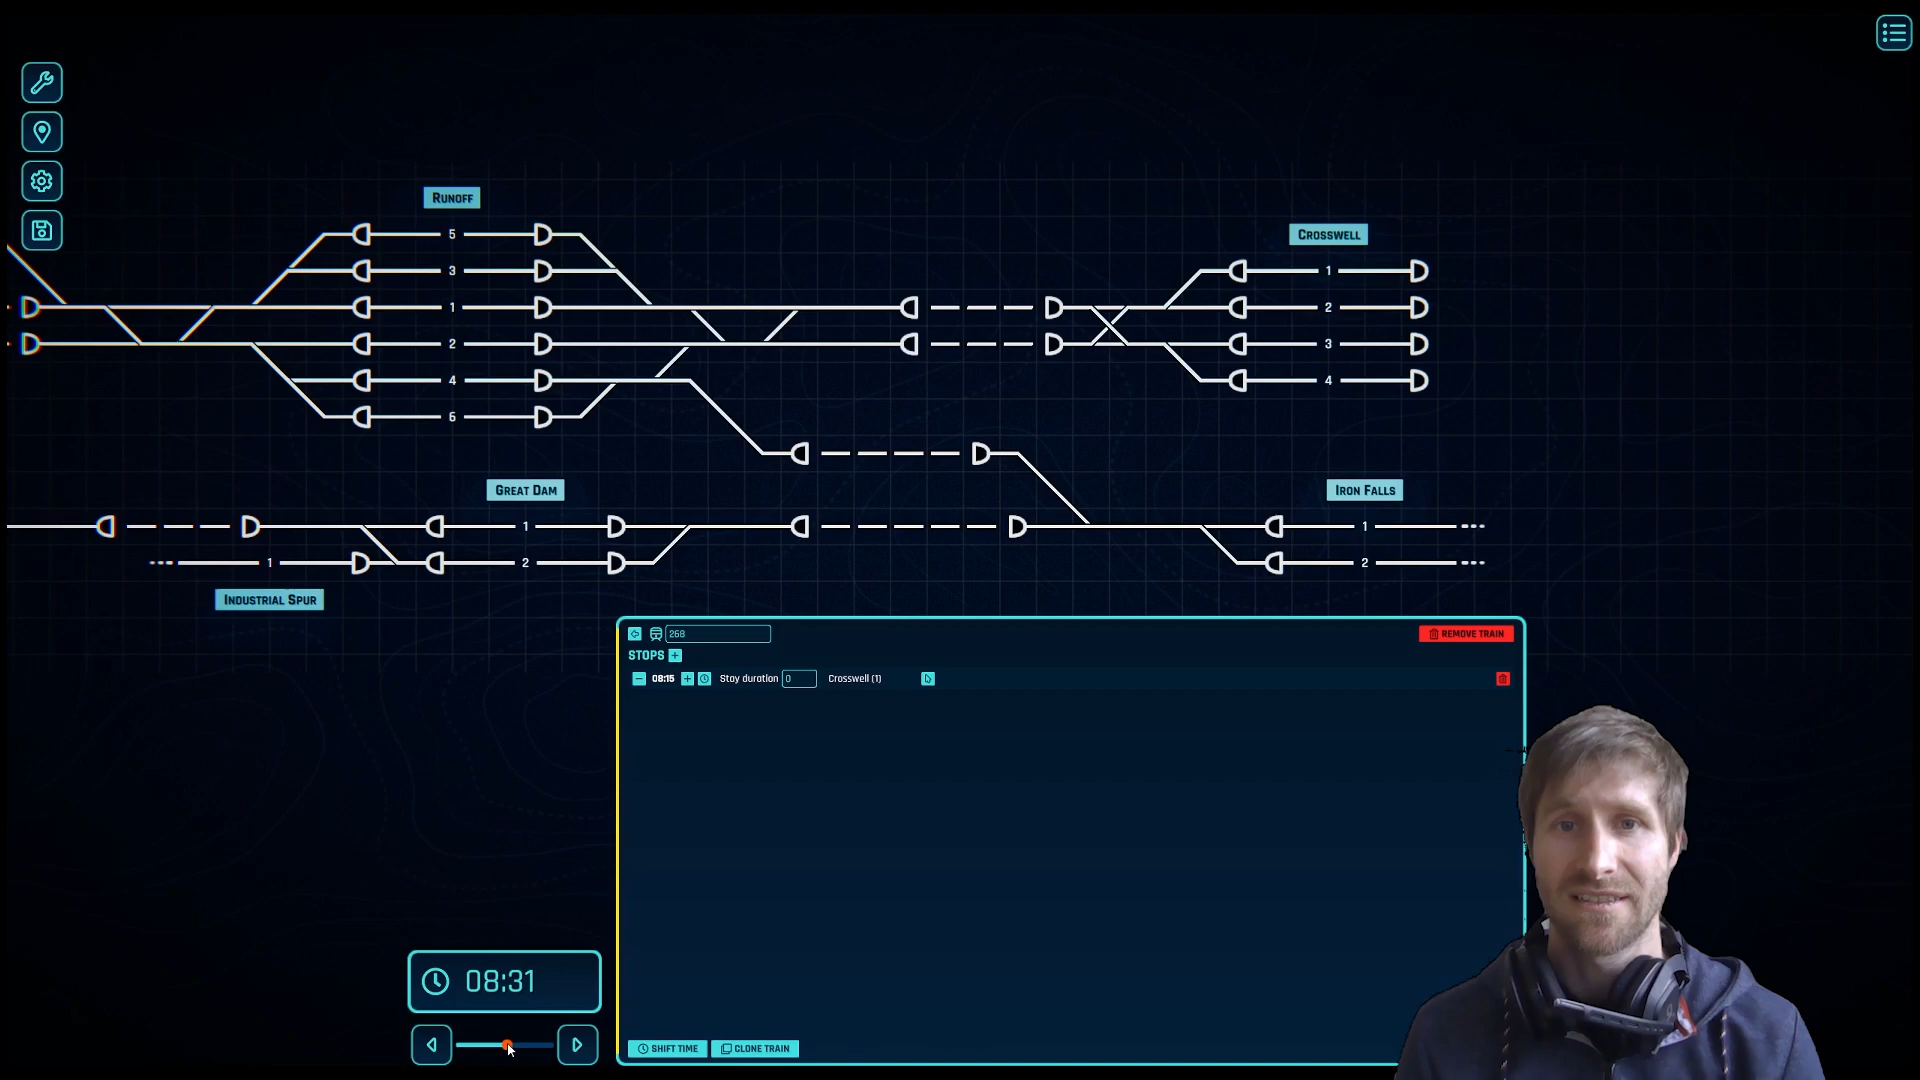 RUNOFF
CROSSWELL
5
3
1
2
4
6
1
2
3
4
GREAT DAM
IRON FALLS
1
1
1
2
2
INDUSTRIAL SPUR
268
REMOVE TRAIN
STOPS +
− 08:15 + Stay duration 0 Crosswell (1)
08:31
SHIFT TIME CLONE TRAIN